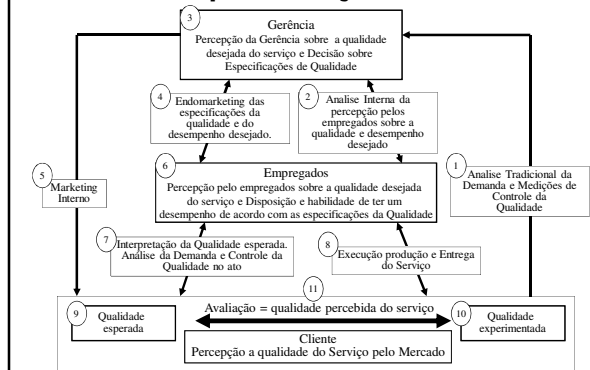 3
Gerência
Percepção da Gerência sobre a qualidade
desejada do serviço e Decisão sobre
Especificações de Qualidade
4
Endomarketing das
especificações da
qualidade e do
desempenho desejado.
2
Analise Interna da
percepção pelos
empregados sobre a
qualidade e desempenho
desejado
5
Marketing
Interno
6
Empregados
Percepção pelo empregados sobre a qualidade desejada
do serviço e Disposição e habilidade de ter um
desempenho de acordo com as especificações da Qualidade
1
Analise Tradicional da
Demanda e Medições de
Controle da
Qualidade
7
Interpretação da Qualidade esperada.
Análise da Demanda e Controle da
Qualidade no ato
8
Execução produção e Entrega
do Serviço
11
Avaliação = qualidade percebida do serviço
9
Qualidade
esperada
10
Qualidade
experimentada
Cliente
Percepção a qualidade do Serviço pelo Mercado